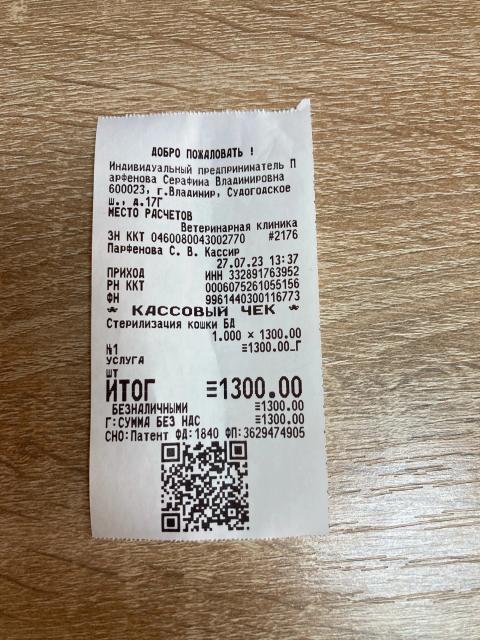 ДОБРО ПОЖАЛОВАТЬ !
Индивидуальный предприниматель П
арфенова Серафина Владимировна
600023, г.Владимир, Судогодское
ш., д.17Г
МЕСТО РАСЧЕТОВ
Ветеринарная клиника
ЗН ККТ 0460080043002770 #2176
Парфенова С. В. Кассир
27.07.23 13:37
ПРИХОД ИНН 332891763952
РН ККТ 0006075261055156
ФН 9961440300116773
* КАССОВЫЙ ЧЕК *
Стерилизация кошки БД
1.000 × 1300.00
№1 ≡1300.00_Г
УСЛУГА
ШТ
ИТОГ ≡1300.00
БЕЗНАЛИЧНЫМИ ≡1300.00
Г:СУММА БЕЗ НДС ≡1300.00
СНО:Патент ФД:1840 ФП:3629474905